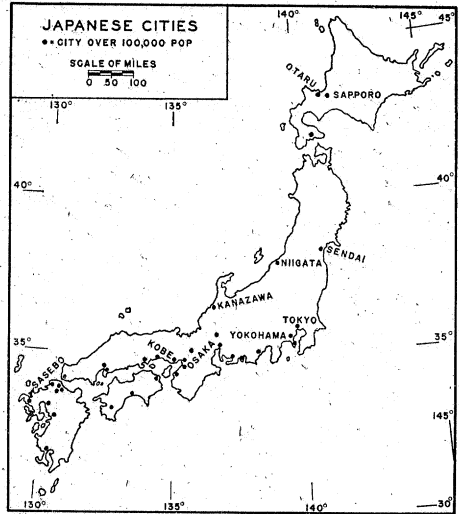 JAPANESE CITIES
●• CITY OVER 100,000 POP
SCALE OF MILES
0 50 100
130° 135° 140° 145° 45°
OTARU
SAPPORO
40° 40°
SENDAI
NIIGATA
KANAZAWA
TOKYO
YOKOHAMA
35° 35°
KOBE
OSAKA
SASEBO
145°
130° 135° 140°